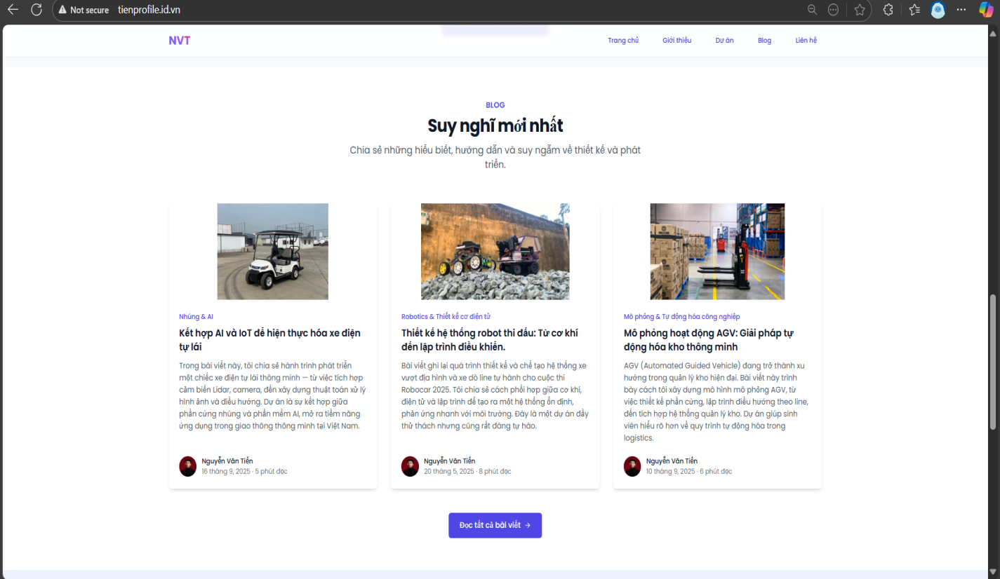 Not secure tienprofile.id.vn
NVT
Trang chủ Giới thiệu Dự án Blog Liên hệ
BLOG
Suy nghĩ mới nhất
Chia sẻ những hiểu biết, hướng dẫn và suy ngẫm về thiết kế và phát
triển.
Nhúng & AI
Kết hợp AI và IoT để hiện thực hóa xe điện
tự lái
Trong bài viết này, tôi chia sẻ hành trình phát triển
một chiếc xe điện tự lái thông minh — từ việc tích hợp
cảm biến Lidar, camera, đến xây dựng thuật toán xử lý
hình ảnh và điều hướng. Dự án là sự kết hợp giữa
phần cứng nhúng và phần mềm AI, mở ra tiềm năng
ứng dụng trong giao thông thông minh tại Việt Nam.
Nguyễn Văn Tiến
16 tháng 9, 2025 · 5 phút đọc
Robotics & Thiết kế cơ điện tử
Thiết kế hệ thống robot thi đấu: Từ cơ khí
đến lập trình điều khiển.
Bài viết ghi lại quá trình thiết kế và chế tạo hệ thống xe
vượt địa hình và xe dò line tự hành cho cuộc thi
Robocar 2025. Tôi chia sẻ cách phối hợp giữa cơ khí,
điện tử và lập trình để tạo ra một hệ thống ổn định,
phản ứng nhanh với môi trường. Đây là một dự án đầy
thử thách nhưng cũng rất đáng tự hào.
Nguyễn Văn Tiến
20 tháng 5, 2025 · 8 phút đọc
Mô phỏng & Tự động hóa công nghiệp
Mô phỏng hoạt động AGV: Giải pháp tự
động hóa kho thông minh
AGV (Automated Guided Vehicle) đang trở thành xu
hướng trong quản lý kho hiện đại. Bài viết này trình
bày cách tôi xây dựng mô hình mô phỏng AGV, từ
việc thiết kế phần cứng, lập trình điều hướng theo line,
đến tích hợp hệ thống quản lý kho. Dự án giúp sinh
viên hiểu rõ hơn về quy trình tự động hóa trong
logistics.
Nguyễn Văn Tiến
10 tháng 9, 2025 · 6 phút đọc
Đọc tất cả bài viết →